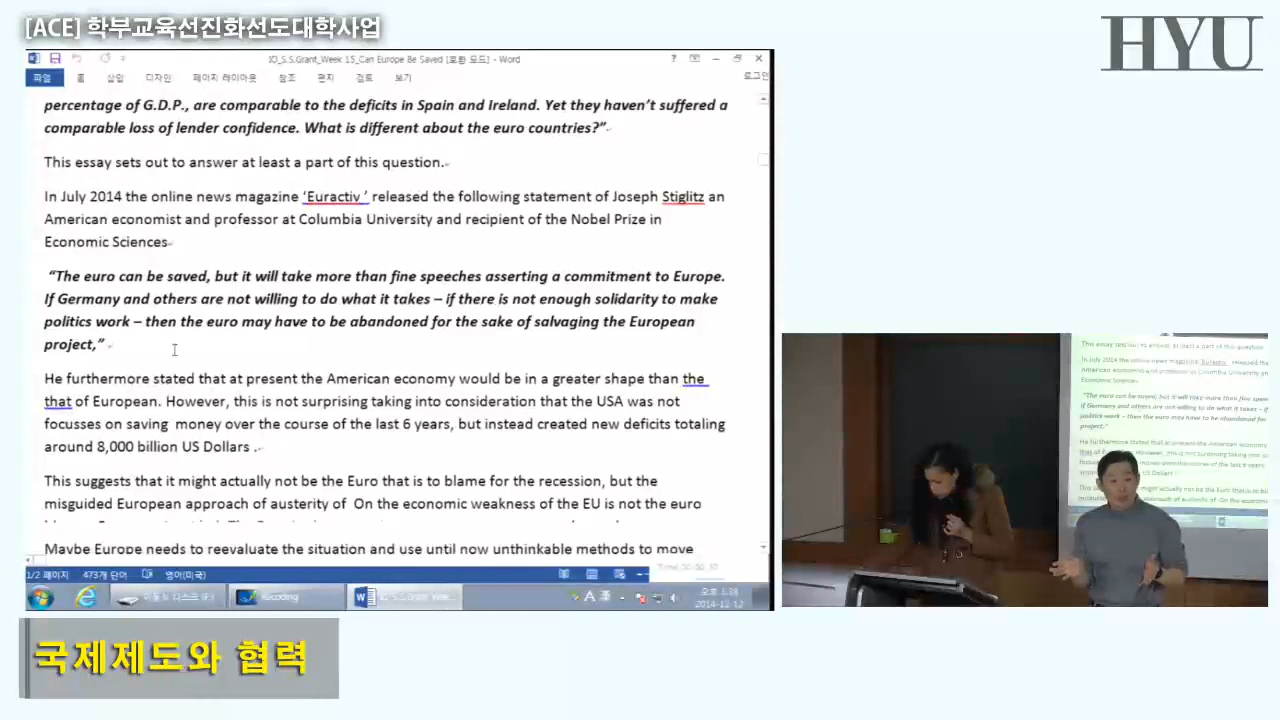 [ACE] 학부교육선진화선도대학사업
HYU
IO_S.S.Grant_Week 15_Can Europe Be Saved [호환 모드] - Word
파일 홈 삽입 디자인 페이지 레이아웃 참조 편지 검토 보기 로그인
percentage of G.D.P., are comparable to the deficits in Spain and Ireland. Yet they haven't suffered a
comparable loss of lender confidence. What is different about the euro countries?”
This essay sets out to answer at least a part of this question.
In July 2014 the online news magazine ‘Euractiv ’ released the following statement of Joseph Stiglitz an
American economist and professor at Columbia University and recipient of the Nobel Prize in
Economic Sciences
“The euro can be saved, but it will take more than fine speeches asserting a commitment to Europe.
If Germany and others are not willing to do what it takes – if there is not enough solidarity to make
politics work – then the euro may have to be abandoned for the sake of salvaging the European
project,”
He furthermore stated that at present the American economy would be in a greater shape than the
that of European. However, this is not surprising taking into consideration that the USA was not
focusses on saving money over the course of the last 6 years, but instead created new deficits totaling
around 8,000 billion US Dollars .
This suggests that it might actually not be the Euro that is to blame for the recession, but the
misguided European approach of austerity of On the economic weakness of the EU is not the euro
Maybe Europe needs to reevaluate the situation and use until now unthinkable methods to move
1/2 페이지 473개 단어 영어(미국)
IO_S.S.Grant_Wee...
오후 1:38
2014-12-12
국제제도와 협력